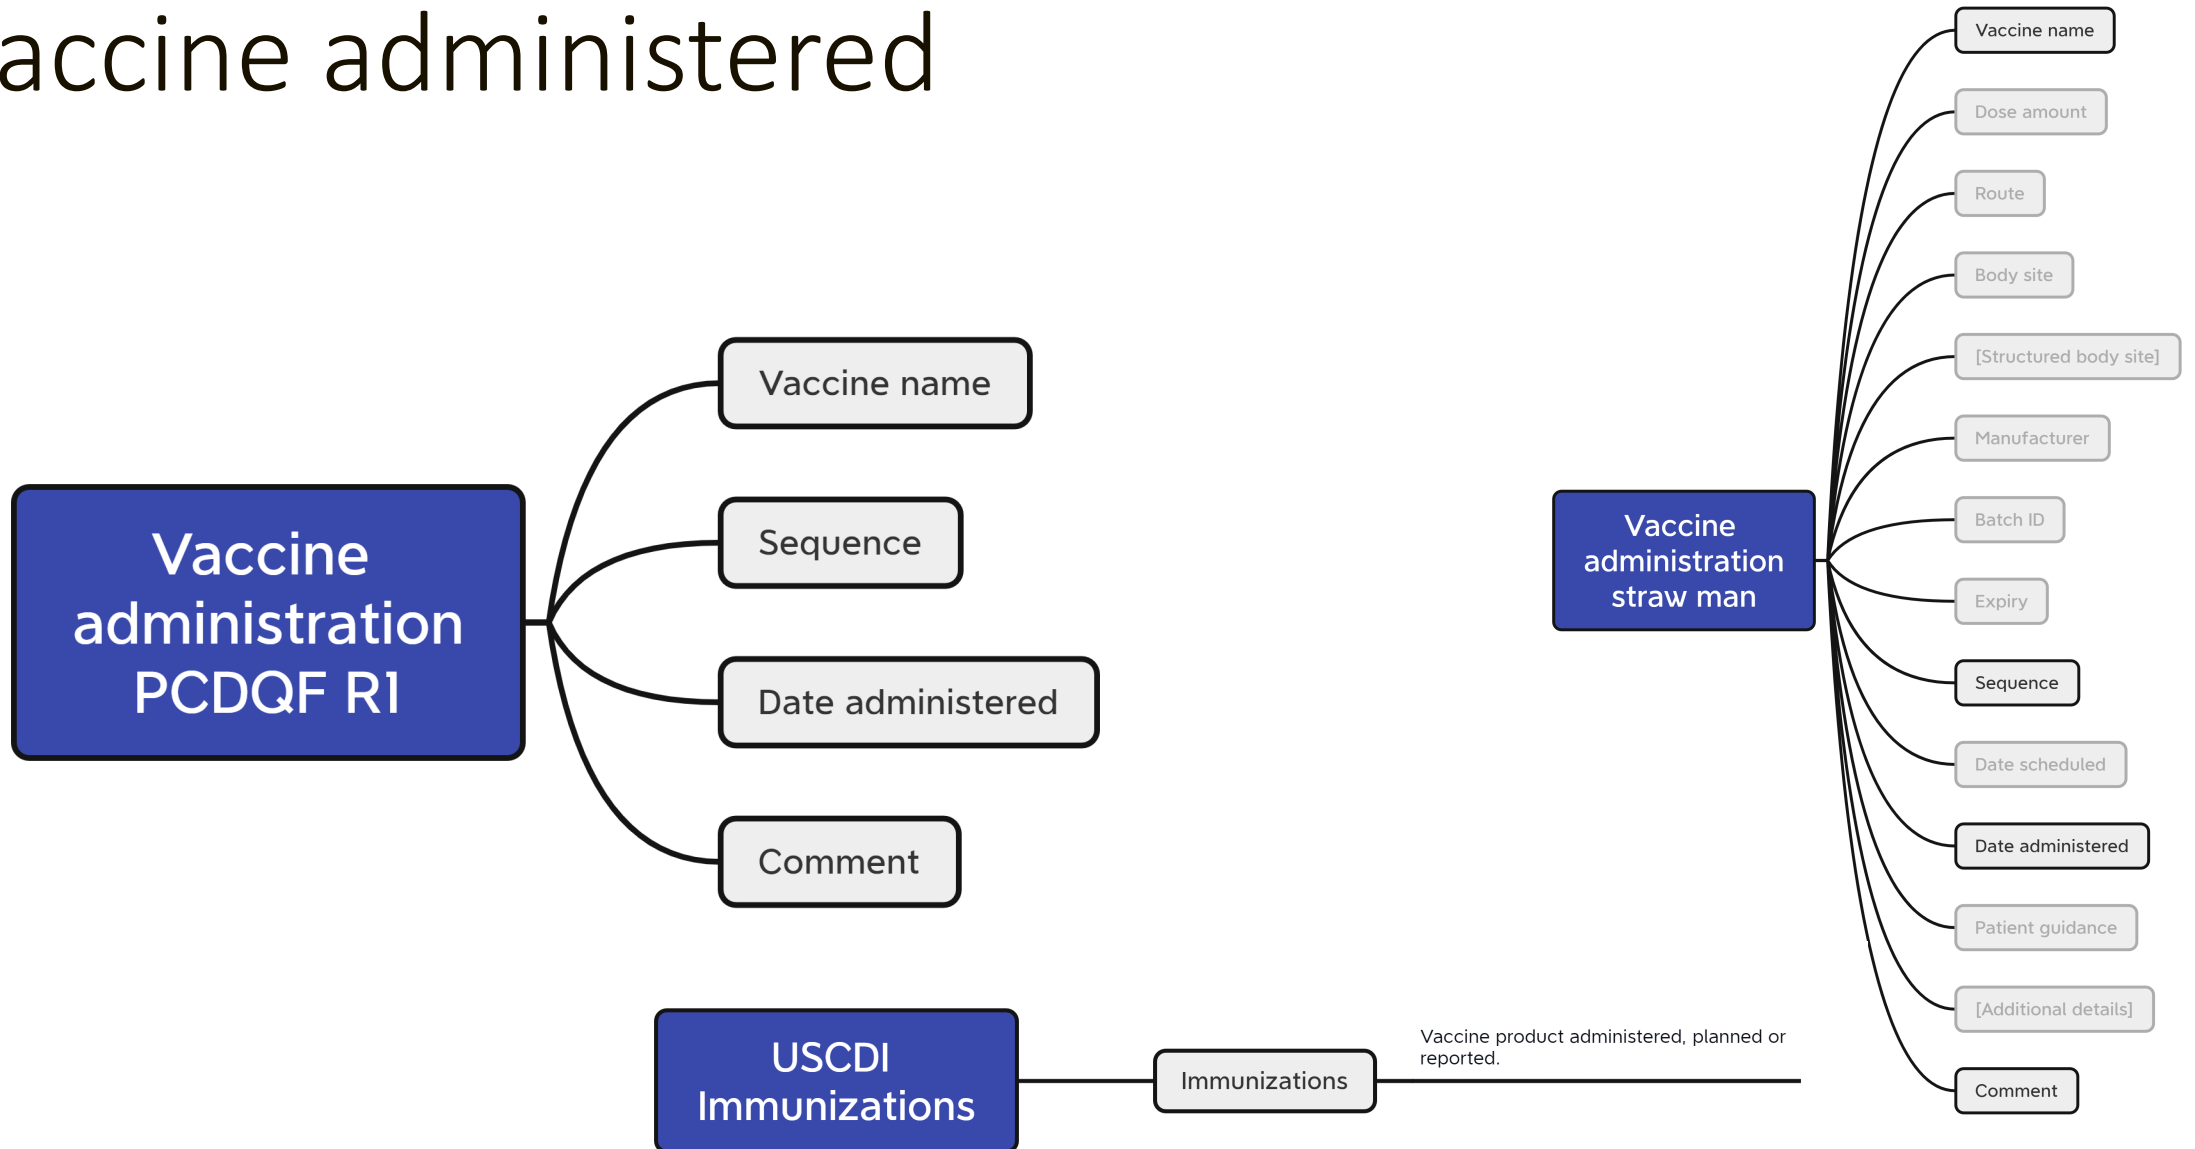 accine administered
Vaccine
administration
PCDQF R1
Vaccine name
Sequence
Date administered
Comment
USCDI
Immunizations
Immunizations
Vaccine product administered, planned or
reported.
Vaccine
administration
straw man
Vaccine name
Dose amount
Route
Body site
[Structured body site]
Manufacturer
Batch ID
Expiry
Sequence
Date scheduled
Date administered
Patient guidance
[Additional details]
Comment